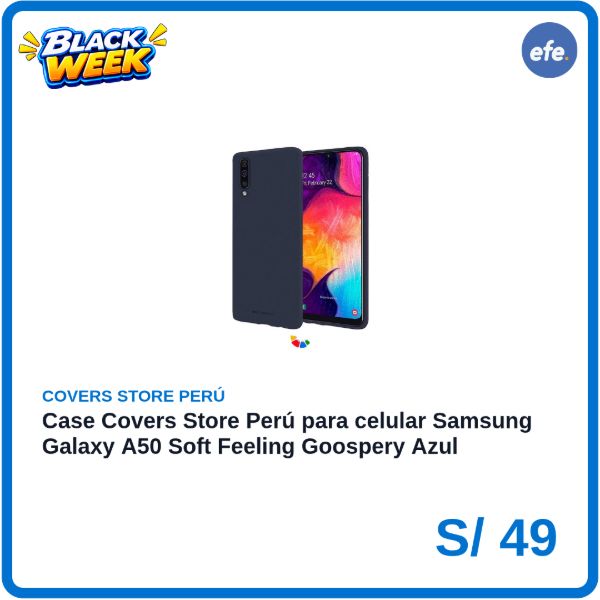 BLACK
WEEK
efe.
COVERS STORE PERÚ
Case Covers Store Perú para celular Samsung
Galaxy A50 Soft Feeling Goospery Azul
S/ 49